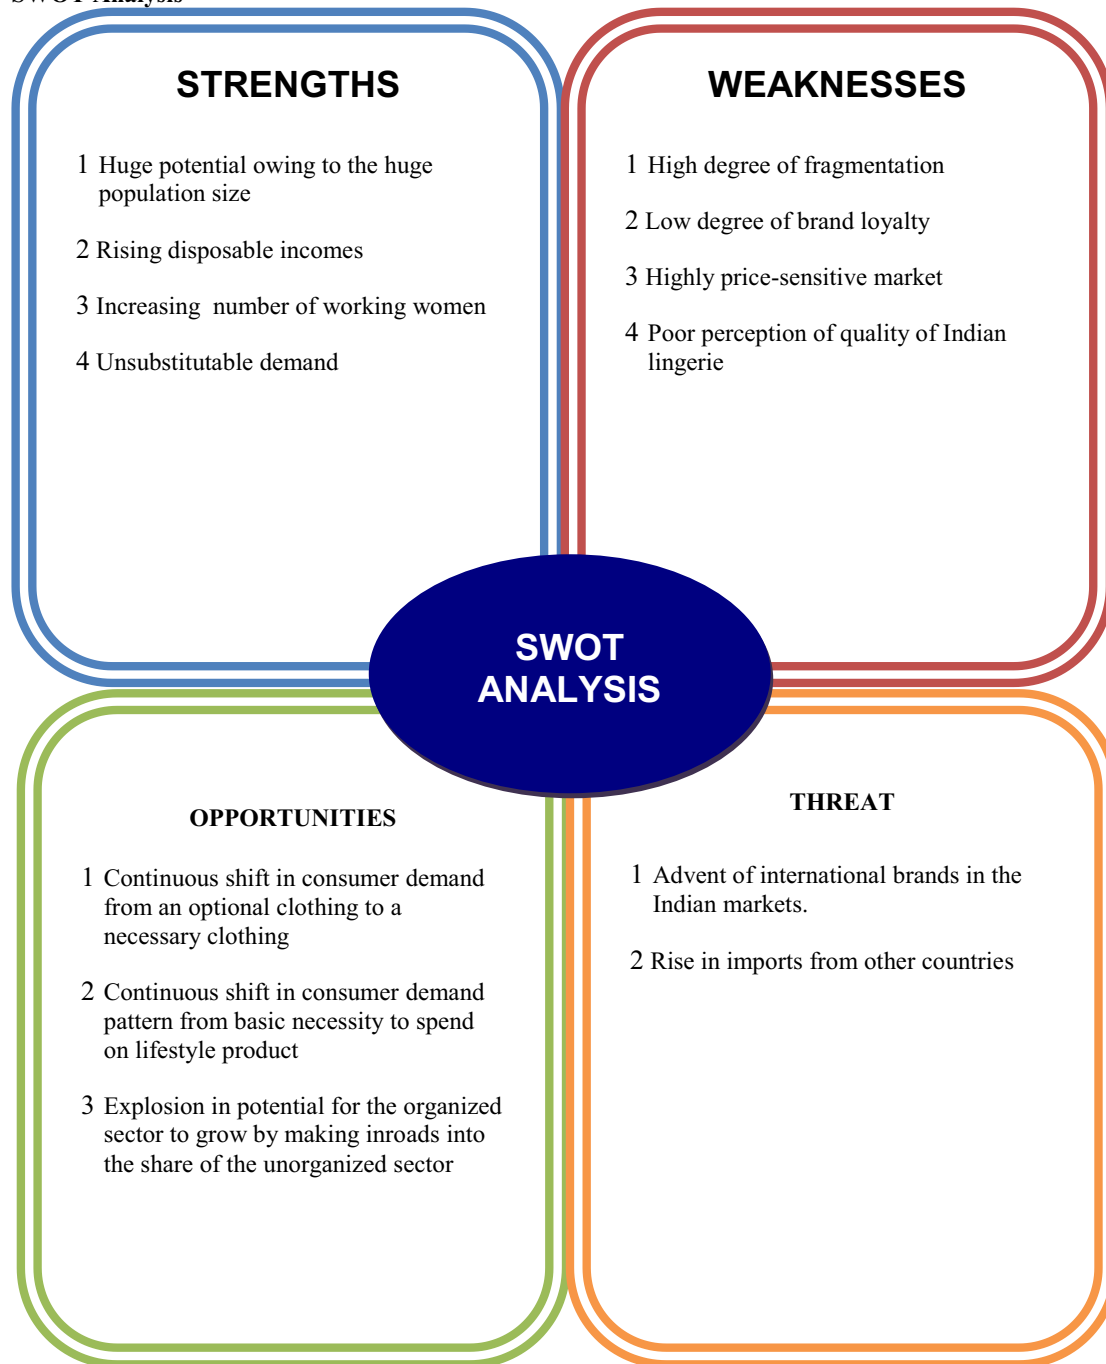 SWOT Analysis
STRENGTHS
1 Huge potential owing to the huge
population size
2 Rising disposable incomes
3 Increasing number of working women
4 Unsubstitutable demand
WEAKNESSES
1 High degree of fragmentation
2 Low degree of brand loyalty
3 Highly price-sensitive market
4 Poor perception of quality of Indian
lingerie
SWOT
ANALYSIS
OPPORTUNITIES
1 Continuous shift in consumer demand
from an optional clothing to a
necessary clothing
2 Continuous shift in consumer demand
pattern from basic necessity to spend
on lifestyle product
3 Explosion in potential for the organized
sector to grow by making inroads into
the share of the unorganized sector
THREAT
1 Advent of international brands in the
Indian markets.
2 Rise in imports from other countries